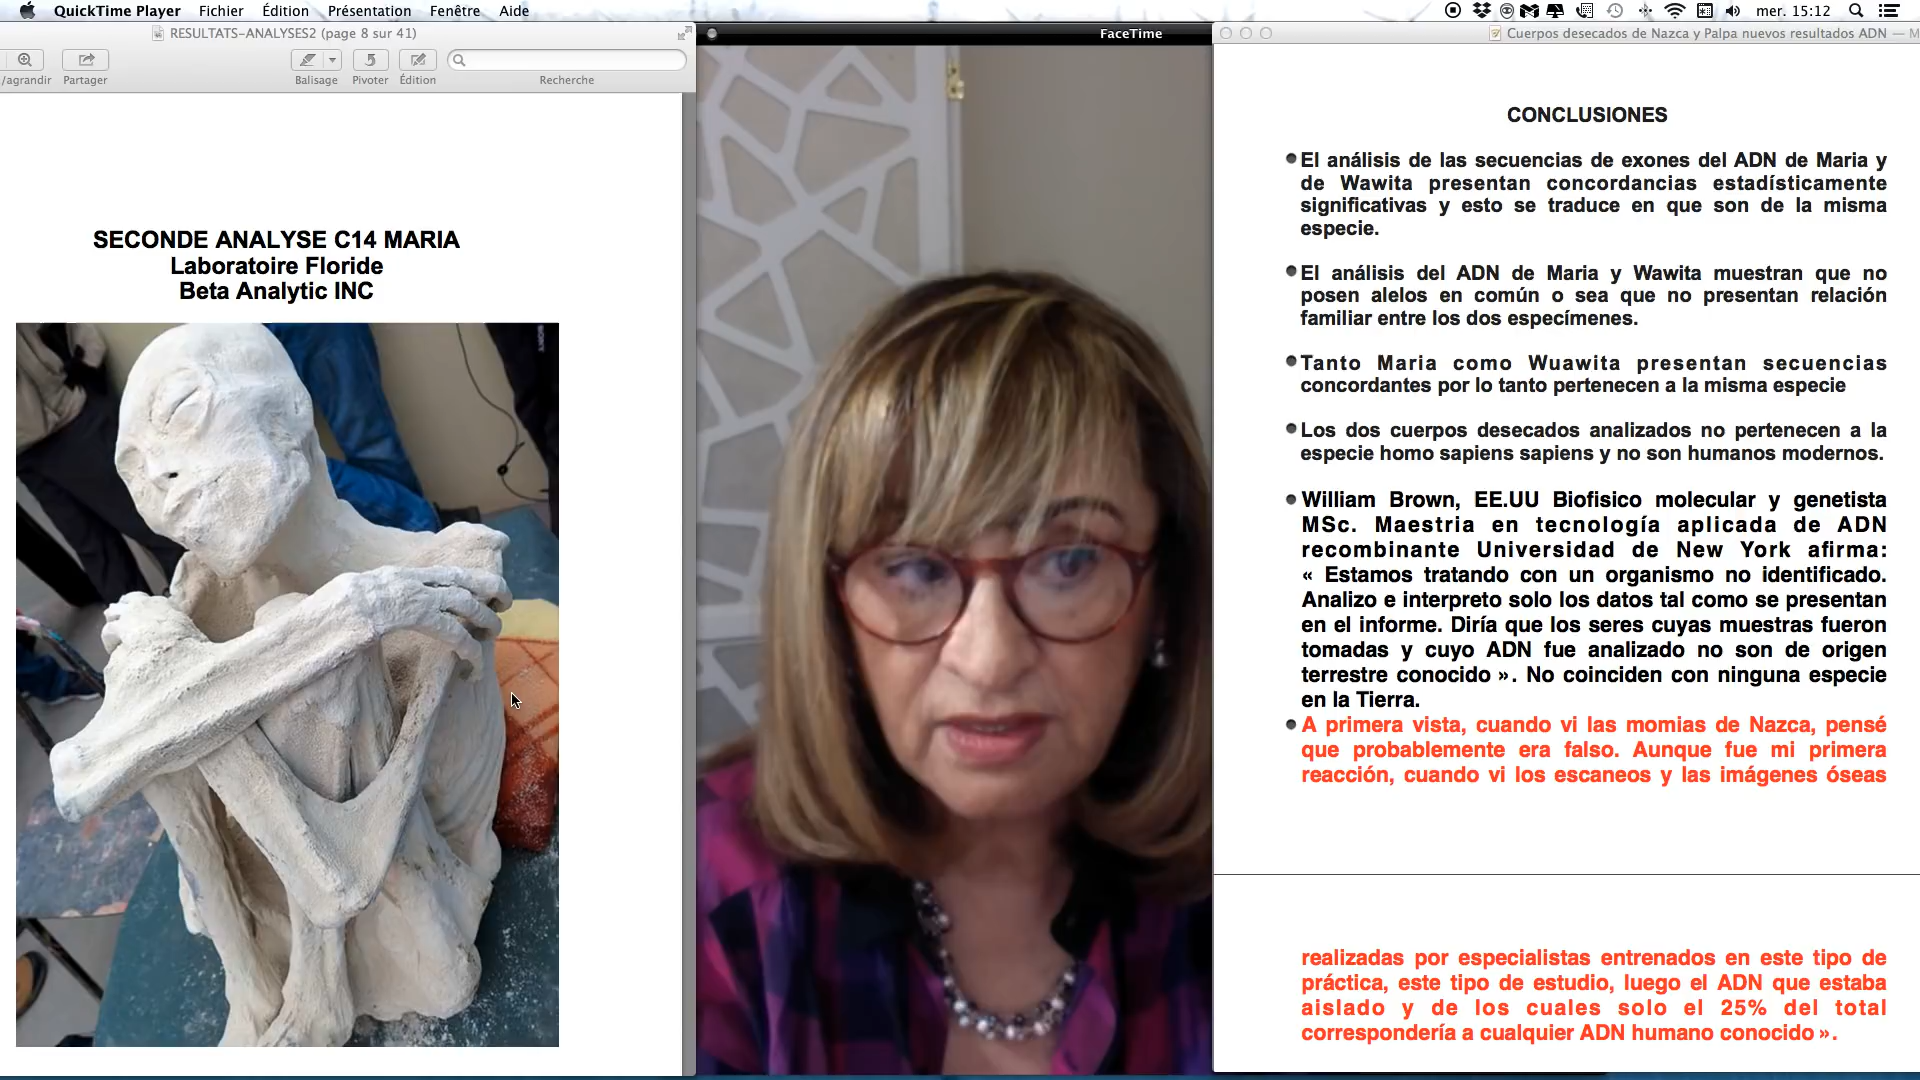 QuickTime Player Fichier Édition Présentation Fenêtre Aide
mer. 15:12
RESULTATS-ANALYSES2 (page 8 sur 41)
/agrandir Partager Balisage Pivoter Édition Recherche
SECONDE ANALYSE C14 MARIA
Laboratoire Floride
Beta Analytic INC
FaceTime
Cuerpos desecados de Nazca y Palpa nuevos resultados ADN — M
CONCLUSIONES
El análisis de las secuencias de exones del ADN de Maria y
de Wawita presentan concordancias estadísticamente
significativas y esto se traduce en que son de la misma
especie.
El análisis del ADN de Maria y Wawita muestran que no
posen alelos en común o sea que no presentan relación
familiar entre los dos especímenes.
Tanto Maria como Wuawita presentan secuencias
concordantes por lo tanto pertenecen a la misma especie
Los dos cuerpos desecados analizados no pertenecen a la
especie homo sapiens sapiens y no son humanos modernos.
William Brown, EE.UU Biofisico molecular y genetista
MSc. Maestria en tecnología aplicada de ADN
recombinante Universidad de New York afirma:
« Estamos tratando con un organismo no identificado.
Analizo e interpreto solo los datos tal como se presentan
en el informe. Diría que los seres cuyas muestras fueron
tomadas y cuyo ADN fue analizado no son de origen
terrestre conocido ». No coinciden con ninguna especie
en la Tierra.
A primera vista, cuando vi las momias de Nazca, pensé
que probablemente era falso. Aunque fue mi primera
reacción, cuando vi los escaneos y las imágenes óseas
realizadas por especialistas entrenados en este tipo de
práctica, este tipo de estudio, luego el ADN que estaba
aislado y de los cuales solo el 25% del total
correspondería a cualquier ADN humano conocido ».